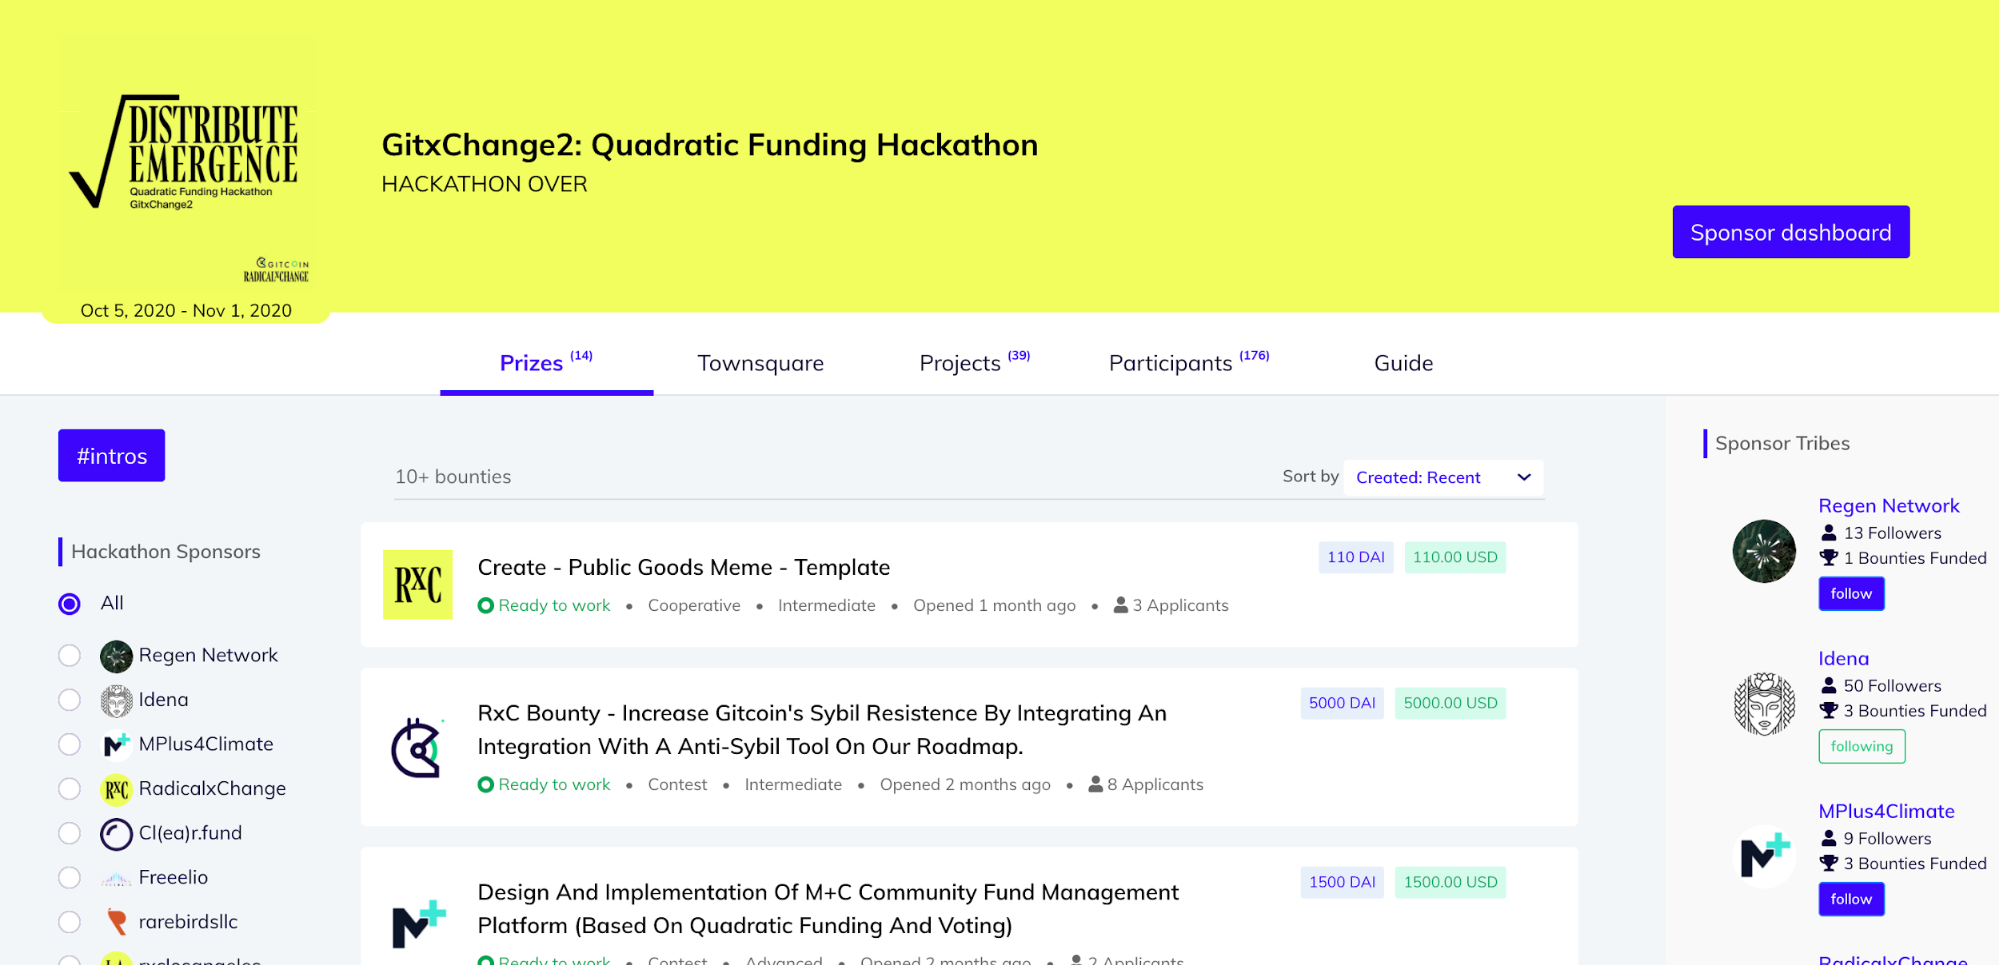 DISTRIBUTE
EMERGENCE
Quadratic Funding Hackathon
GitxChange2
GITCOIN
RADICALXCHANGE
Oct 5, 2020 - Nov 1, 2020
GitxChange2: Quadratic Funding Hackathon
HACKATHON OVER
Sponsor dashboard
Prizes (14)
Townsquare
Projects (39)
Participants (176)
Guide
#intros
Hackathon Sponsors
All
Regen Network
Idena
MPlus4Climate
RxC RadicalxChange
Cl(ea)r.fund
Freeelio
rarebirdsllc
rxclosangeles
10+ bounties
Sort by Created: Recent
RxC
Create - Public Goods Meme - Template
110 DAI 110.00 USD
Ready to work • Cooperative • Intermediate • Opened 1 month ago • 3 Applicants
RxC Bounty - Increase Gitcoin's Sybil Resistence By Integrating An
Integration With A Anti-Sybil Tool On Our Roadmap.
5000 DAI 5000.00 USD
Ready to work • Contest • Intermediate • Opened 2 months ago • 8 Applicants
Design And Implementation Of M+C Community Fund Management
Platform (Based On Quadratic Funding And Voting)
1500 DAI 1500.00 USD
Ready to work • Contest • Advanced • Opened 2 months ago • 2 Applicants
Sponsor Tribes
Regen Network
13 Followers
1 Bounties Funded
follow
Idena
50 Followers
3 Bounties Funded
following
MPlus4Climate
9 Followers
3 Bounties Funded
follow
RadicalxChange